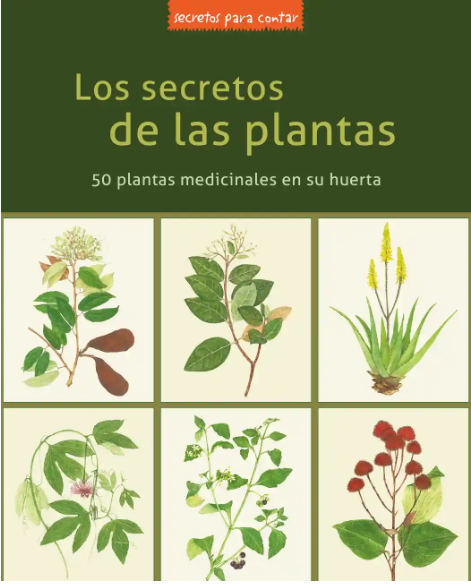 secretos para contar
Los secretos
de las plantas
50 plantas medicinales en su huerta